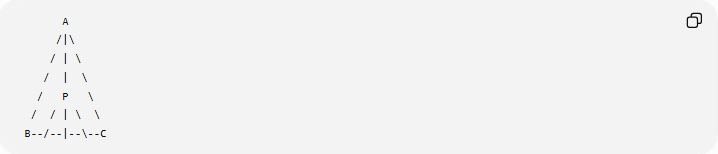 A
     /|\
    / | \
   /  |  \
  /   P   \
 /  / | \  \
B--/--|--\--C